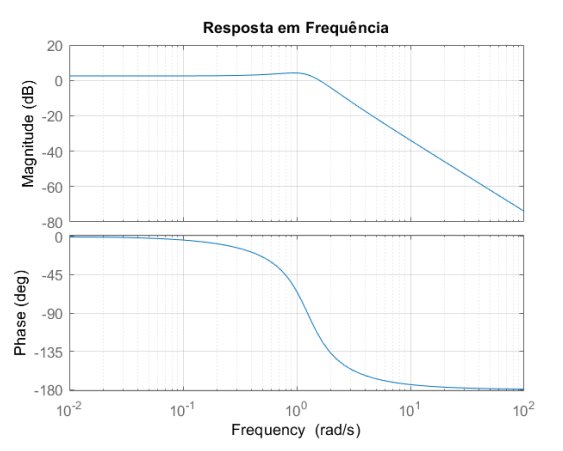 Resposta em Frequência
Magnitude (dB)
20
0
-20
-40
-60
-80
Phase (deg)
0
-45
-90
-135
-180
10^-2 10^-1 10^0 10^1 10^2
Frequency (rad/s)